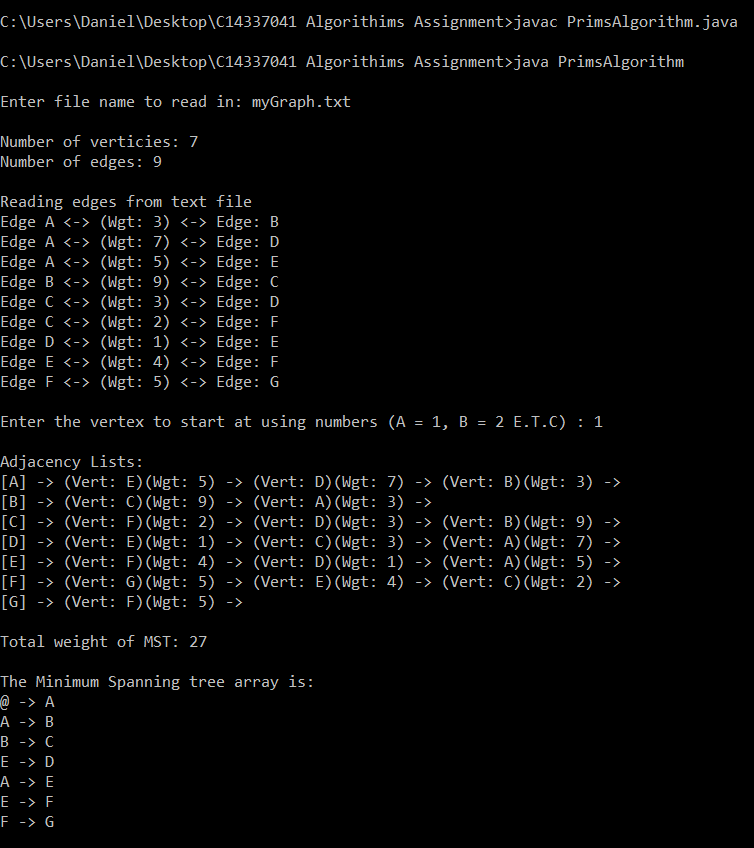 C:\Users\Daniel\Desktop\C14337041 Algorithims Assignment>javac PrimsAlgorithm.java
C:\Users\Daniel\Desktop\C14337041 Algorithims Assignment>java PrimsAlgorithm
Enter file name to read in: myGraph.txt
Number of verticies: 7
Number of edges: 9
Reading edges from text file
Edge A <-> (Wgt: 3) <-> Edge: B
Edge A <-> (Wgt: 7) <-> Edge: D
Edge A <-> (Wgt: 5) <-> Edge: E
Edge B <-> (Wgt: 9) <-> Edge: C
Edge C <-> (Wgt: 3) <-> Edge: D
Edge C <-> (Wgt: 2) <-> Edge: F
Edge D <-> (Wgt: 1) <-> Edge: E
Edge E <-> (Wgt: 4) <-> Edge: F
Edge F <-> (Wgt: 5) <-> Edge: G
Enter the vertex to start at using numbers (A = 1, B = 2 E.T.C) : 1
Adjacency Lists:
[A] -> (Vert: E)(Wgt: 5) -> (Vert: D)(Wgt: 7) -> (Vert: B)(Wgt: 3) ->
[B] -> (Vert: C)(Wgt: 9) -> (Vert: A)(Wgt: 3) ->
[C] -> (Vert: F)(Wgt: 2) -> (Vert: D)(Wgt: 3) -> (Vert: B)(Wgt: 9) ->
[D] -> (Vert: E)(Wgt: 1) -> (Vert: C)(Wgt: 3) -> (Vert: A)(Wgt: 7) ->
[E] -> (Vert: F)(Wgt: 4) -> (Vert: D)(Wgt: 1) -> (Vert: A)(Wgt: 5) ->
[F] -> (Vert: G)(Wgt: 5) -> (Vert: E)(Wgt: 4) -> (Vert: C)(Wgt: 2) ->
[G] -> (Vert: F)(Wgt: 5) ->
Total weight of MST: 27
The Minimum Spanning tree array is:
@ -> A
A -> B
B -> C
E -> D
A -> E
E -> F
F -> G